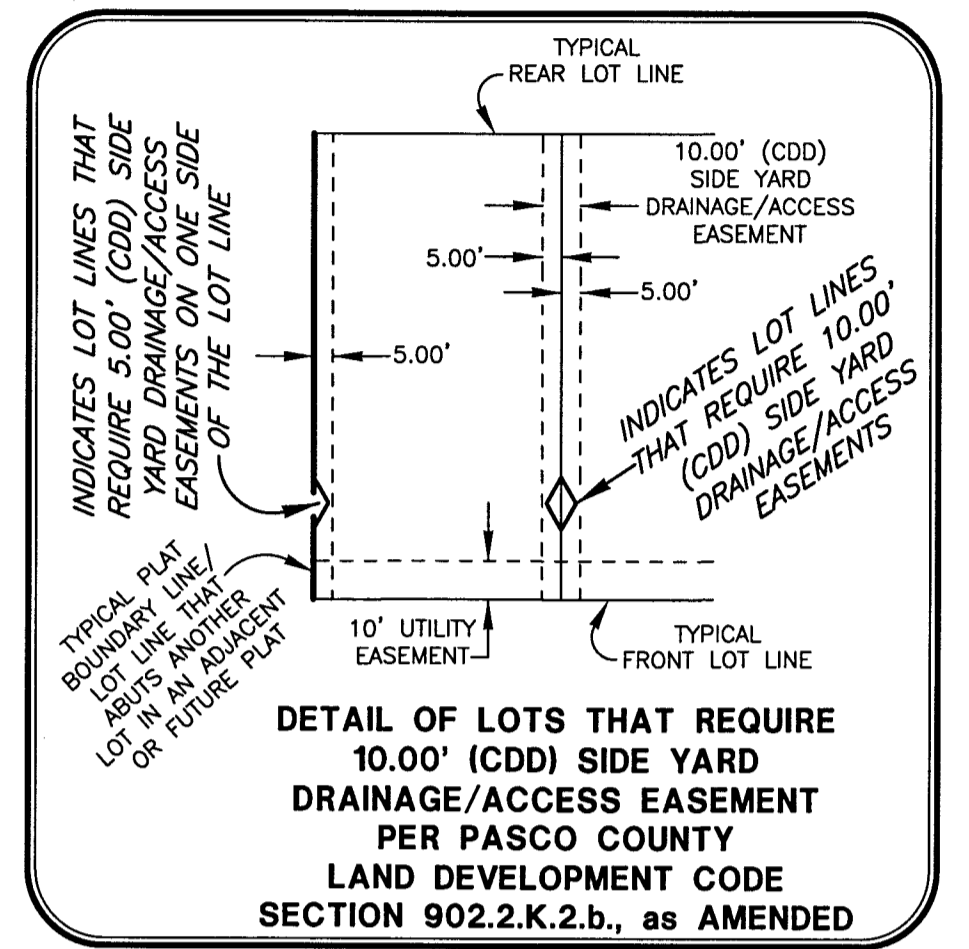 TYPICAL
REAR LOT LINE
INDICATES LOT LINES THAT
REQUIRE 5.00' (CDD) SIDE
YARD DRAINAGE/ACCESS
EASEMENTS ON ONE SIDE
OF THE LOT LINE
10.00' (CDD)
SIDE YARD
DRAINAGE/ACCESS
EASEMENT
5.00'
5.00'
5.00'
INDICATES LOT LINES
THAT REQUIRE 10.00'
(CDD) SIDE YARD
DRAINAGE/ACCESS
EASEMENTS
TYPICAL PLAT
BOUNDARY LINE/
LOT LINE THAT
ABUTS ANOTHER
LOT IN AN ADJACENT
OR FUTURE PLAT
10' UTILITY
EASEMENT
TYPICAL
FRONT LOT LINE
DETAIL OF LOTS THAT REQUIRE
10.00' (CDD) SIDE YARD
DRAINAGE/ACCESS EASEMENT
PER PASCO COUNTY
LAND DEVELOPMENT CODE
SECTION 902.2.K.2.b., as AMENDED